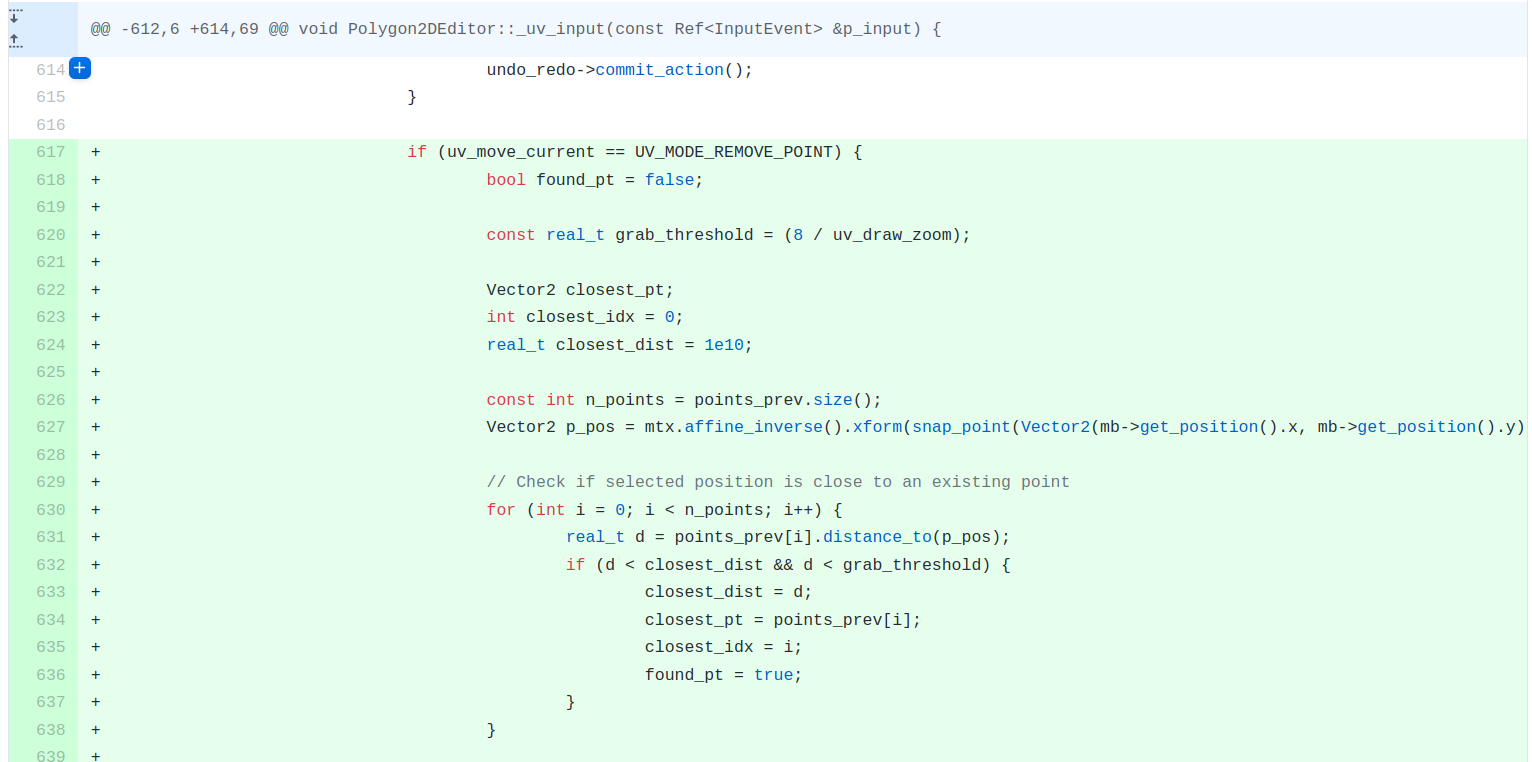 @@ -612,6 +614,69 @@ void Polygon2DEditor::_uv_input(const Ref<InputEvent> &p_input) {
614 + undo_redo->commit_action();
615 }
616
617 + if (uv_move_current == UV_MODE_REMOVE_POINT) {
618 + bool found_pt = false;
619 +
620 + const real_t grab_threshold = (8 / uv_draw_zoom);
621 +
622 + Vector2 closest_pt;
623 + int closest_idx = 0;
624 + real_t closest_dist = 1e10;
625 +
626 + const int n_points = points_prev.size();
627 + Vector2 p_pos = mtx.affine_inverse().xform(snap_point(Vector2(mb->get_position().x, mb->get_position().y)
628 +
629 + // Check if selected position is close to an existing point
630 + for (int i = 0; i < n_points; i++) {
631 + real_t d = points_prev[i].distance_to(p_pos);
632 + if (d < closest_dist && d < grab_threshold) {
633 + closest_dist = d;
634 + closest_pt = points_prev[i];
635 + closest_idx = i;
636 + found_pt = true;
637 + }
638 + }
639 +